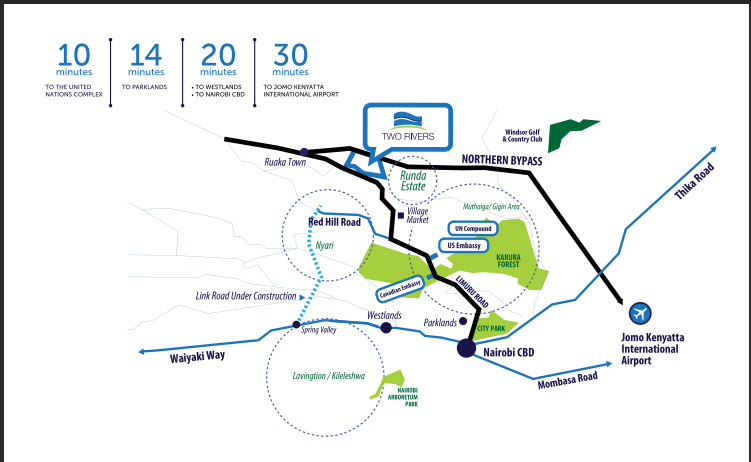 10
minutes
TO THE UNITED
NATIONS COMPLEX
14
minutes
TO PARKLANDS
20
minutes
• TO WESTLANDS
• TO NAIROBI CBD
30
minutes
TO JOMO KENYATTA
INTERNATIONAL AIRPORT
TWO RIVERS
Windsor Golf
& Country Club
Ruaka Town
NORTHERN BYPASS
Runda
Estate
Thika Road
Muthaiga/ Gigiri Area
Village
Market
Red Hill Road
UN Compound
US Embassy
Nyari
KARURA
FOREST
Canadian Embassy
LIMURU ROAD
Link Road Under Construction
Westlands
Parklands
CITY PARK
Spring Valley
Jomo Kenyatta
International
Airport
Waiyaki Way
Nairobi CBD
Mombasa Road
Lavington / Kileleshwa
NAIROBI
ARBORETUM
PARK